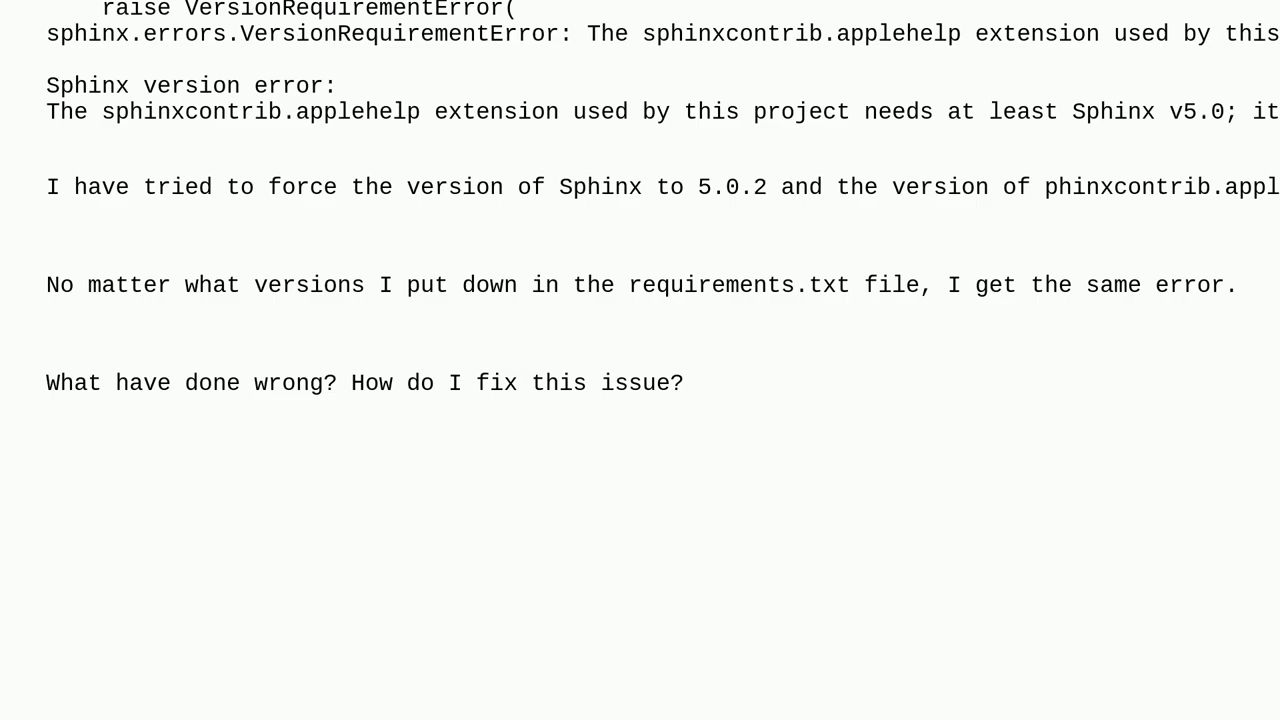 raise VersionRequirementError(
sphinx.errors.VersionRequirementError: The sphinxcontrib.applehelp extension used by this
Sphinx version error:
The sphinxcontrib.applehelp extension used by this project needs at least Sphinx v5.0; it
I have tried to force the version of Sphinx to 5.0.2 and the version of phinxcontrib.appl
No matter what versions I put down in the requirements.txt file, I get the same error.
What have done wrong? How do I fix this issue?